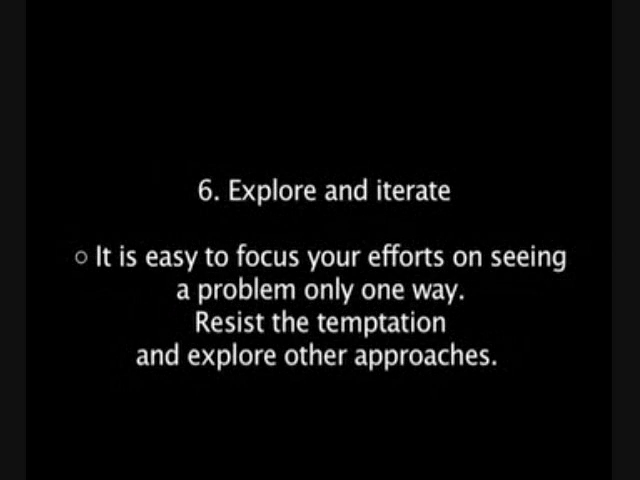 6. Explore and iterate
○ It is easy to focus your efforts on seeing
a problem only one way.
Resist the temptation
and explore other approaches.